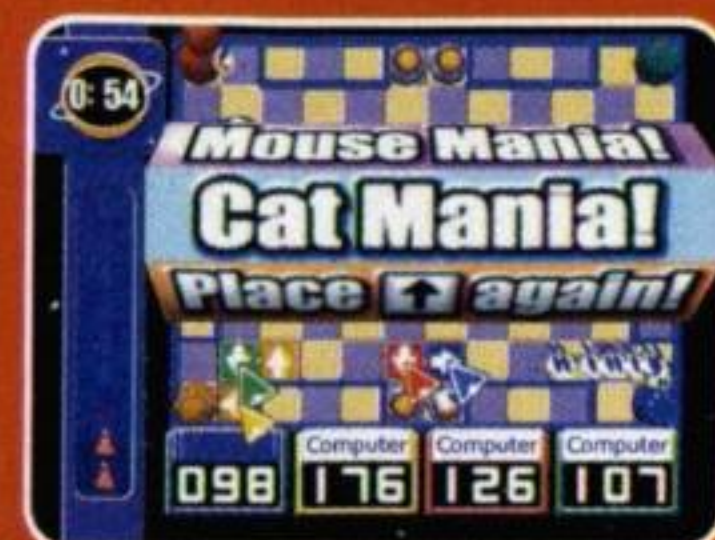 0: 54
Mouse Mania!
Cat Mania!
Place ↑ again!
Computer Computer Computer
098 176 126 107